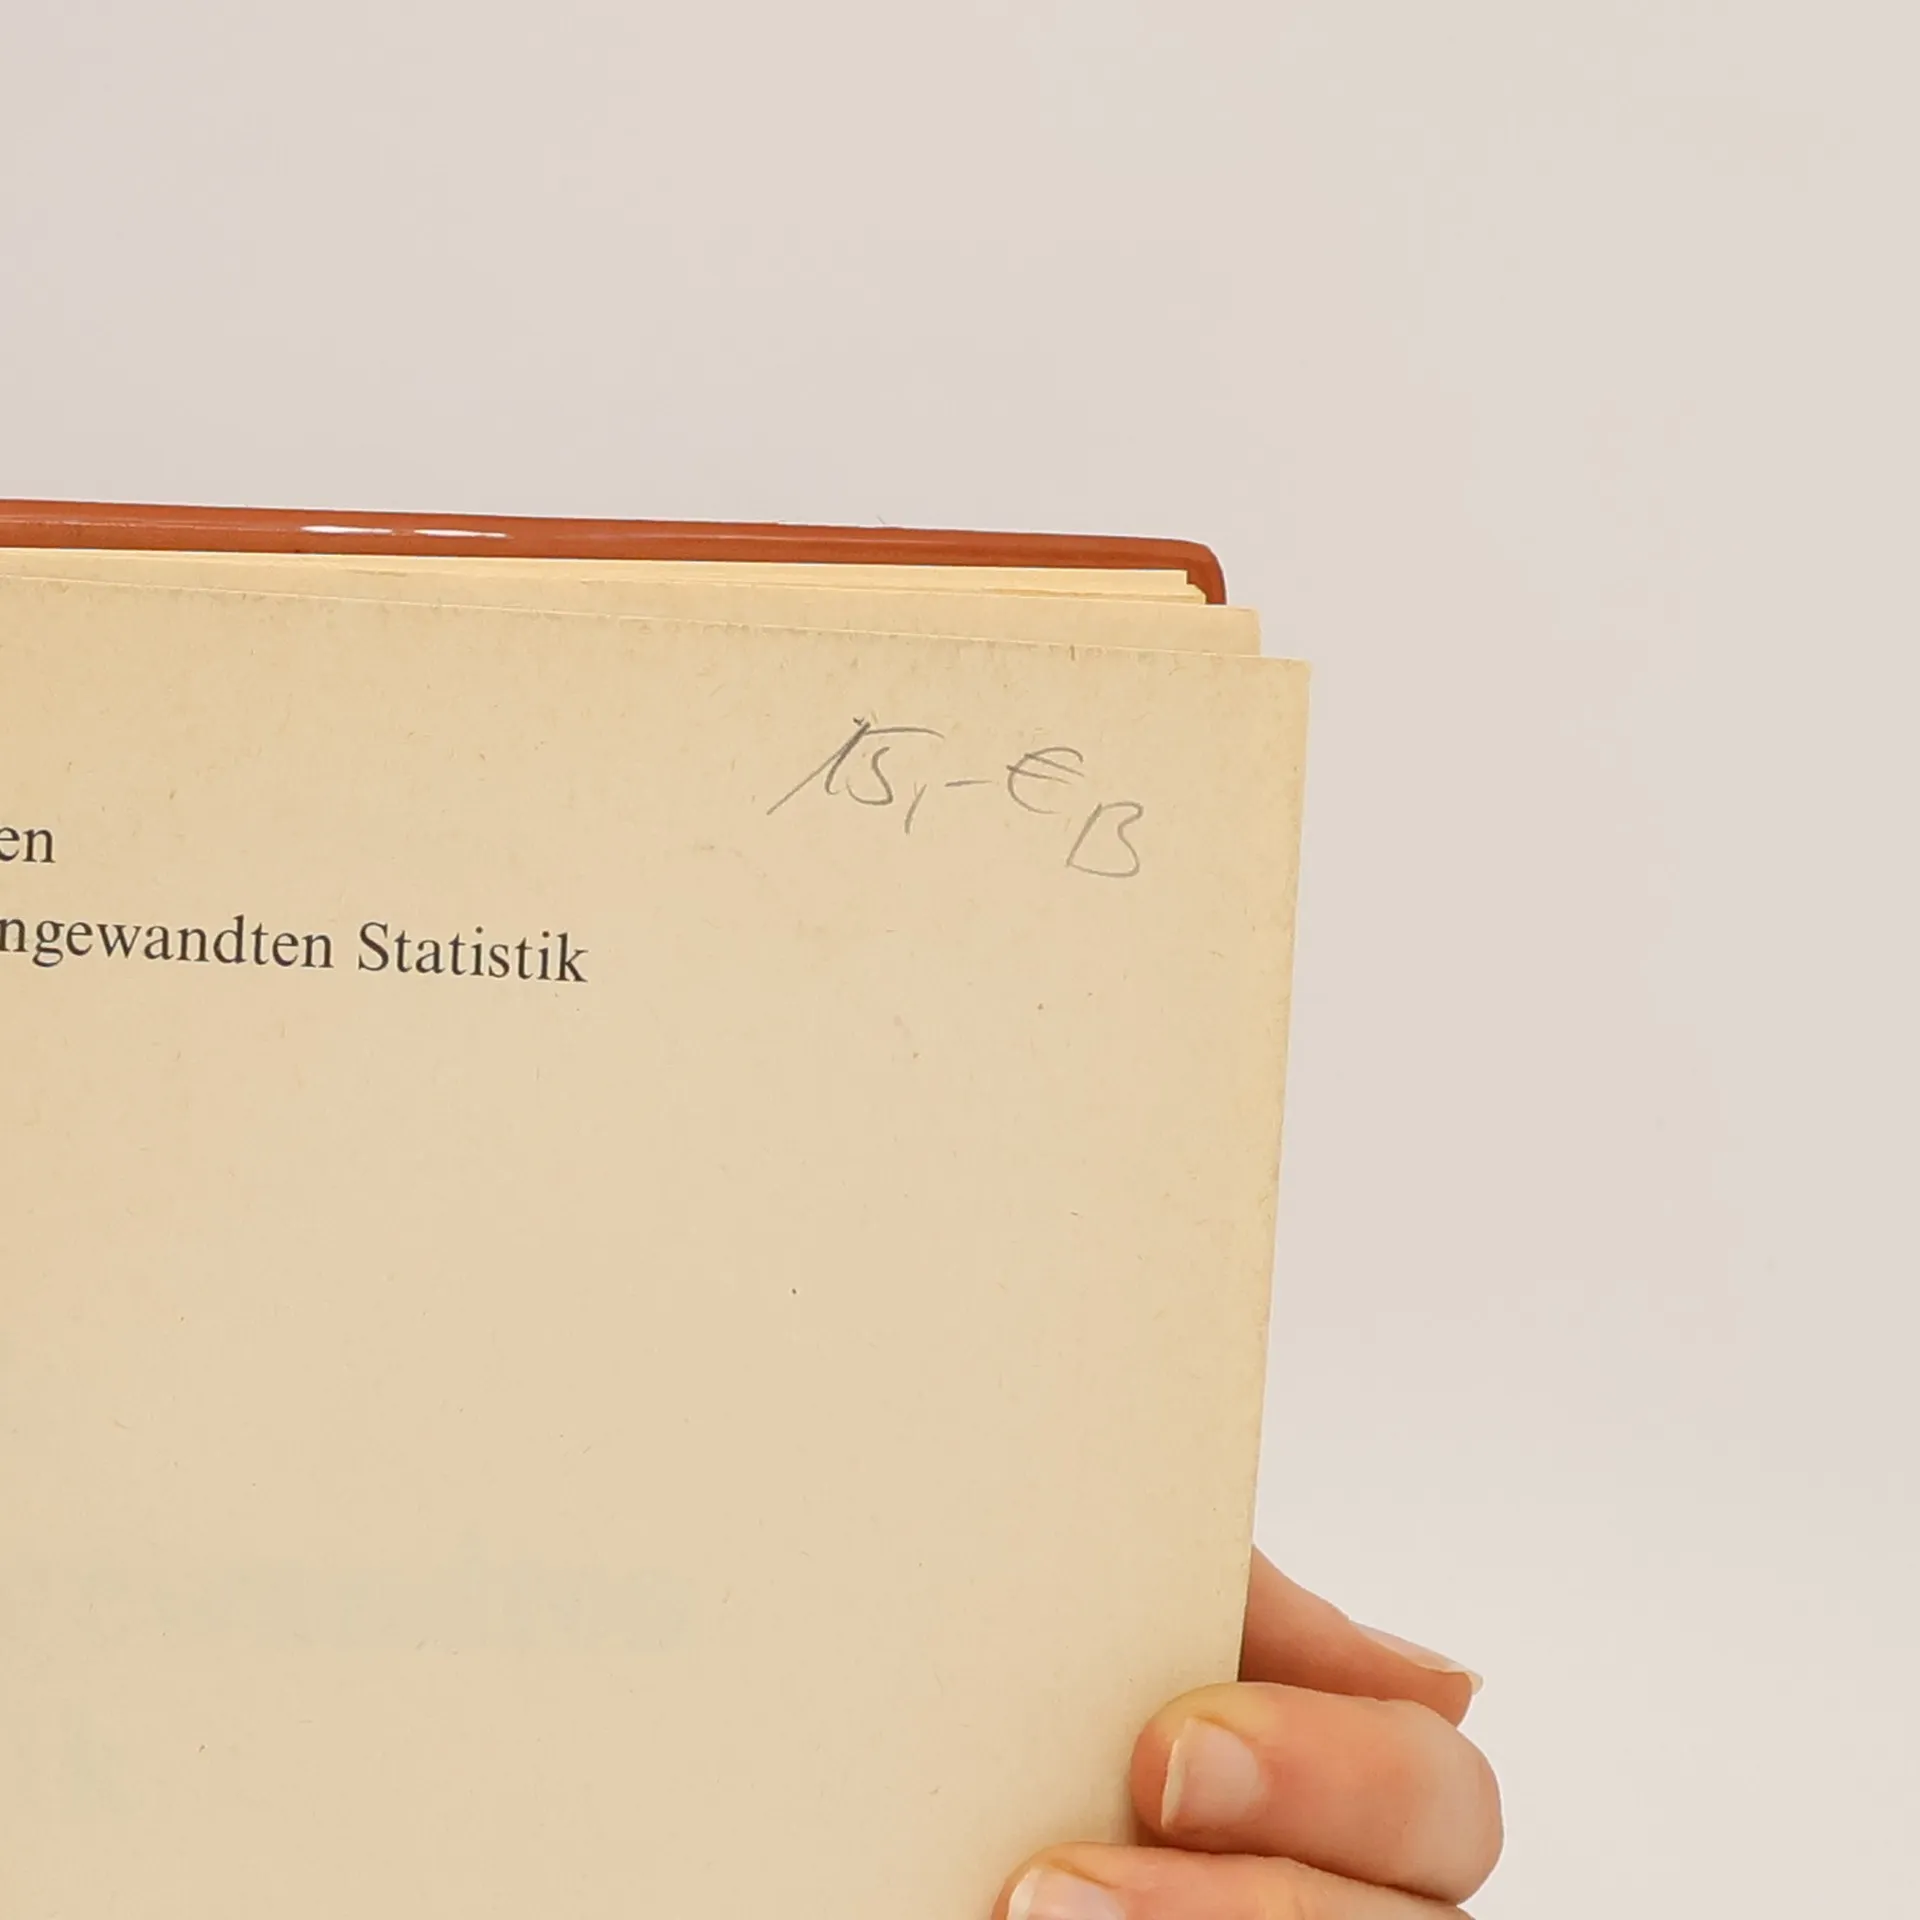 15,- € B
en
ngewandten Statistik